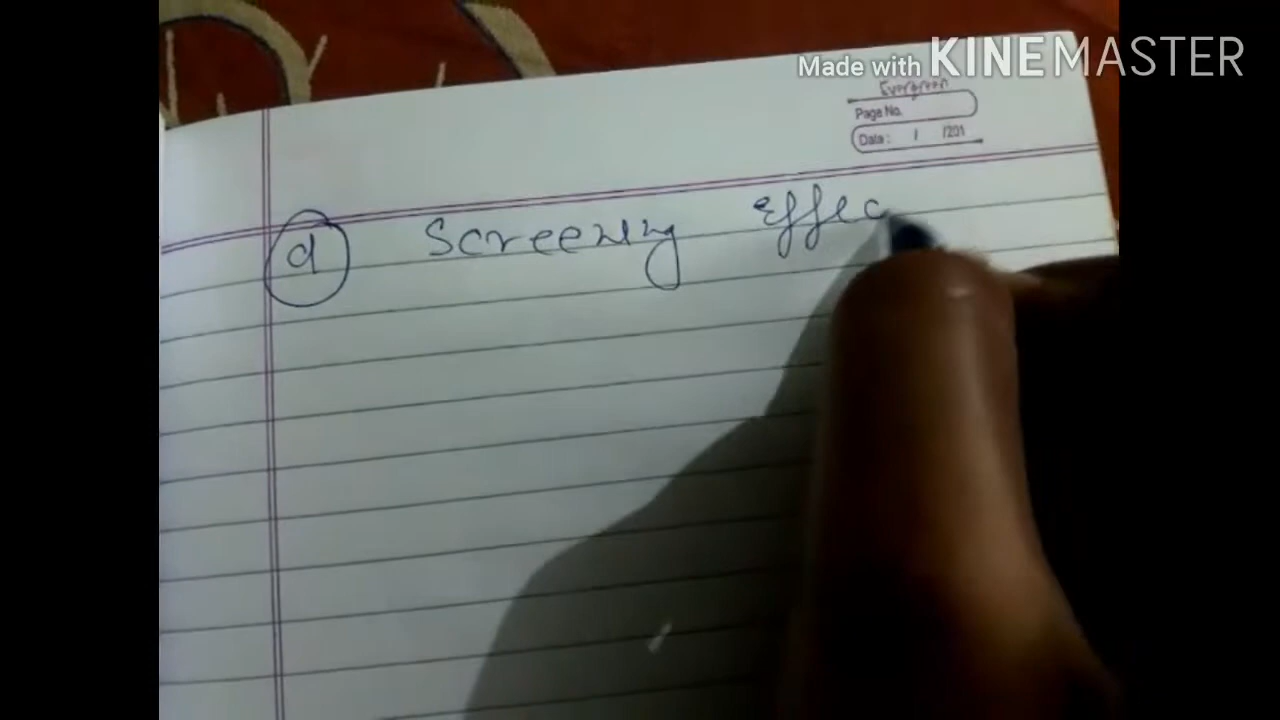 Made with KINEMASTER
Evergreen
Page No.
Date: / /201
d Screening Effec